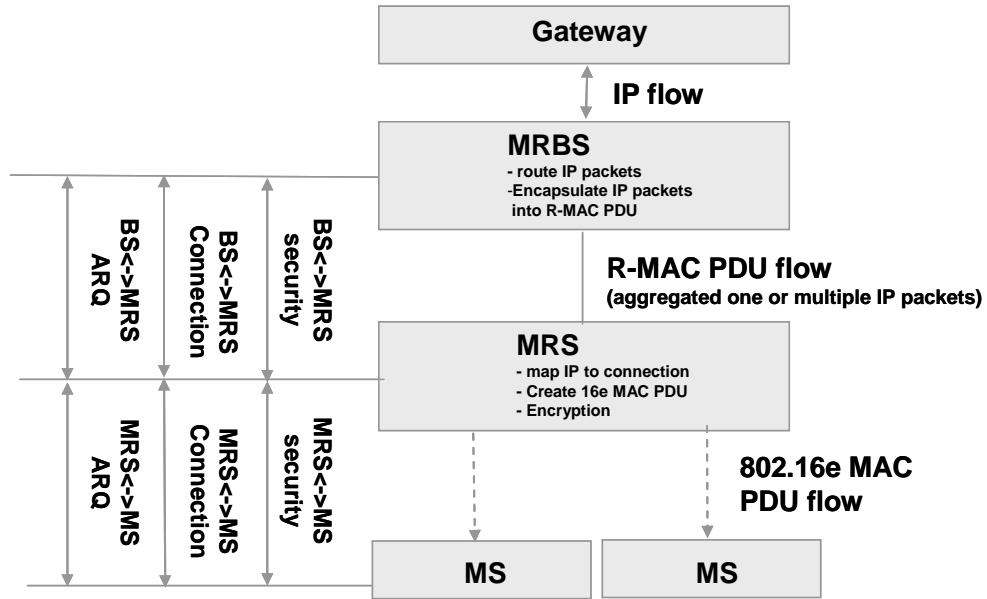 Gateway
IP flow
MRBS
- route IP packets
-Encapsulate IP packets
into R-MAC PDU
BS<->MRS
ARQ
BS<->MRS
Connection
BS<->MRS
security
R-MAC PDU flow
(aggregated one or multiple IP packets)
MRS
- map IP to connection
- Create 16e MAC PDU
- Encryption
MRS<->MS
ARQ
MRS<->MS
Connection
MRS<->MS
security
802.16e MAC
PDU flow
MS
MS